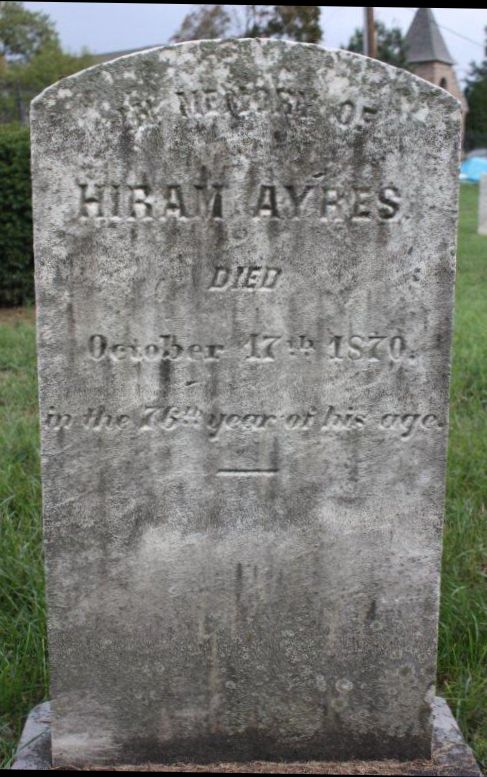 IN MEMORY OF
HIRAM AYRES.
DIED
October 17th 1870.
in the 76th year of his age.